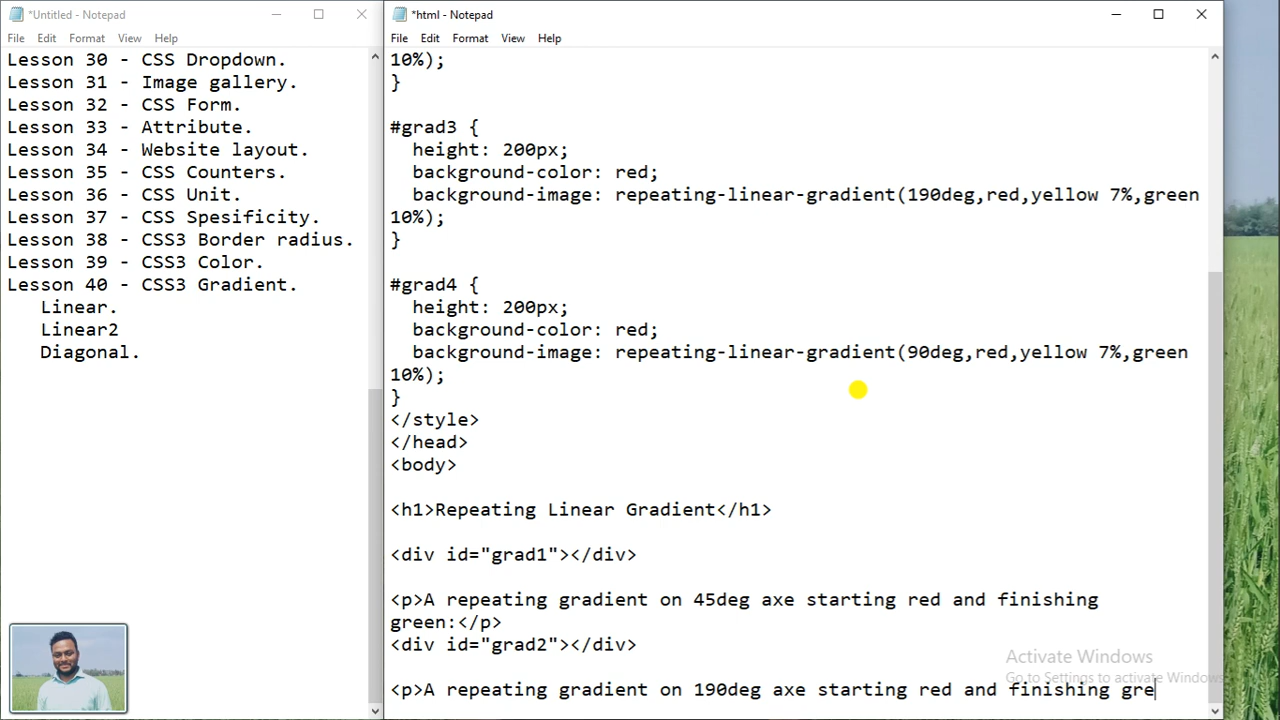 *Untitled - Notepad
File Edit Format View Help
Lesson 30 - CSS Dropdown.
Lesson 31 - Image gallery.
Lesson 32 - CSS Form.
Lesson 33 - Attribute.
Lesson 34 - Website layout.
Lesson 35 - CSS Counters.
Lesson 36 - CSS Unit.
Lesson 37 - CSS Spesificity.
Lesson 38 - CSS3 Border radius.
Lesson 39 - CSS3 Color.
Lesson 40 - CSS3 Gradient.
Linear.
Linear2
Diagonal.
*html - Notepad
File Edit Format View Help
10%);
}
#grad3 {
height: 200px;
background-color: red;
background-image: repeating-linear-gradient(190deg,red,yellow 7%,green
10%);
}
#grad4 {
height: 200px;
background-color: red;
background-image: repeating-linear-gradient(90deg,red,yellow 7%,green
10%);
}
</style>
</head>
<body>
<h1>Repeating Linear Gradient</h1>
<div id="grad1"></div>
<p>A repeating gradient on 45deg axe starting red and finishing
green:</p>
<div id="grad2"></div>
<p>A repeating gradient on 190deg axe starting red and finishing gre
Activate Windows
Go to Settings to activate Windows